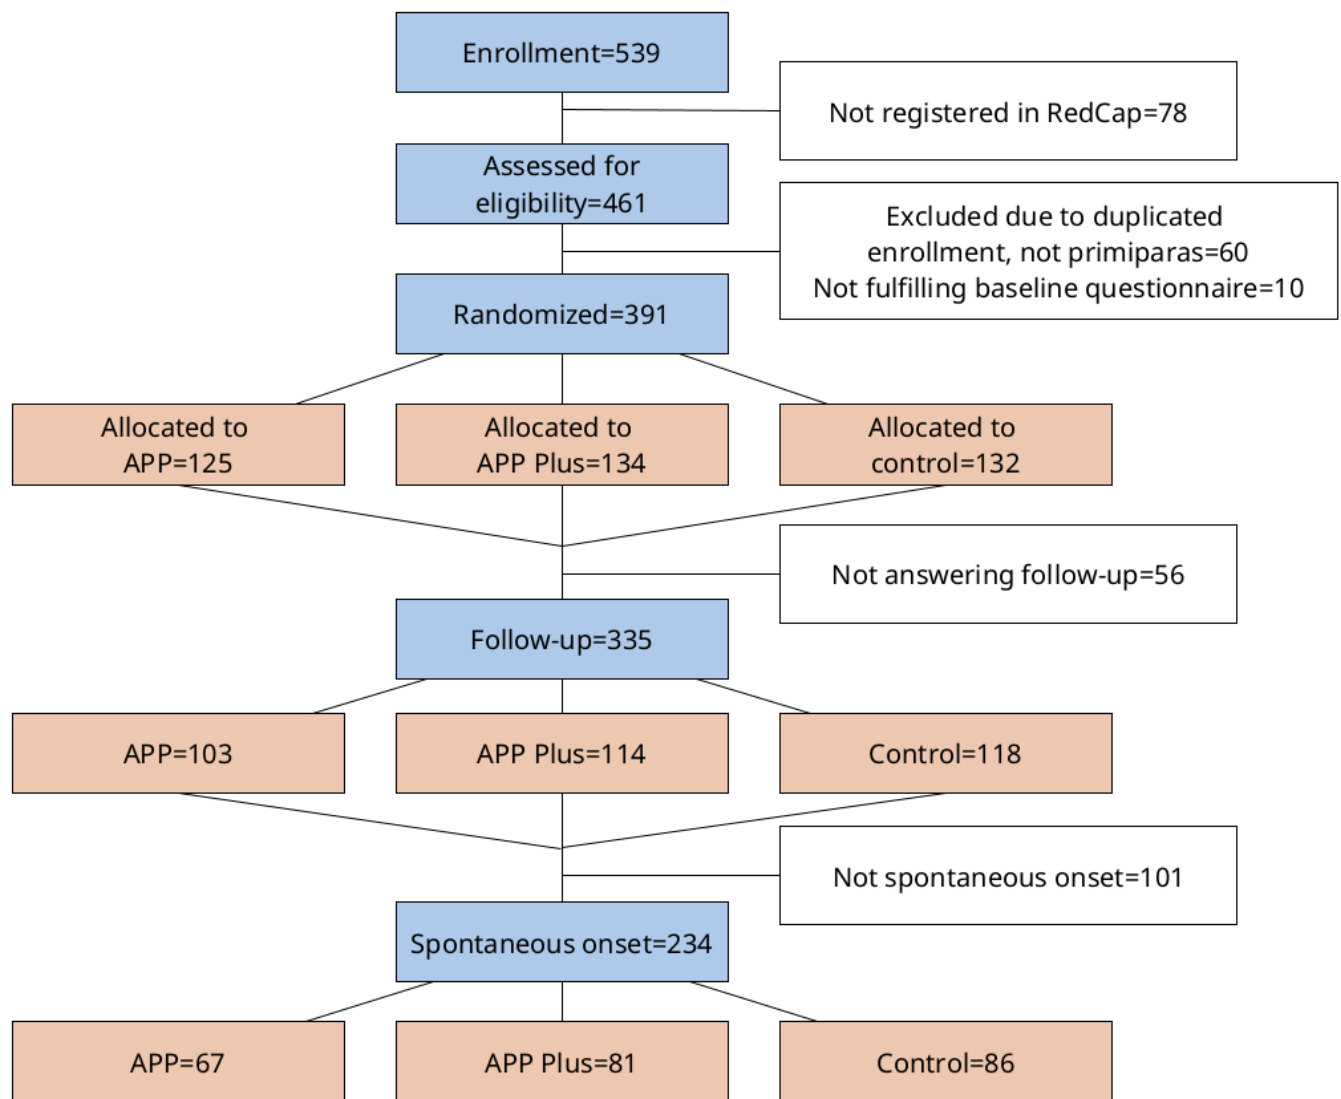 Enrollment=539
Not registered in RedCap=78
Assessed for
eligibility=461
Excluded due to duplicated
enrollment, not primiparas=60
Not fulfilling baseline questionnaire=10
Randomized=391
Allocated to
APP=125
Allocated to
APP Plus=134
Allocated to
control=132
Not answering follow-up=56
Follow-up=335
APP=103
APP Plus=114
Control=118
Not spontaneous onset=101
Spontaneous onset=234
APP=67
APP Plus=81
Control=86